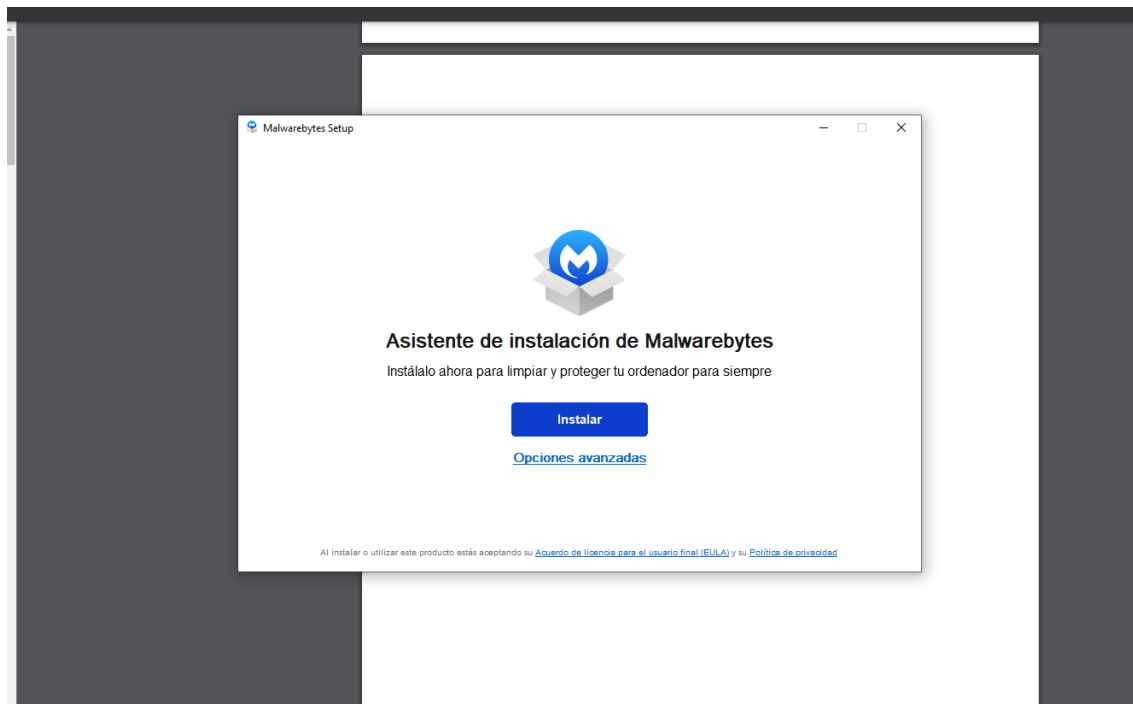 Malwarebytes Setup
Asistente de instalación de Malwarebytes
Instálalo ahora para limpiar y proteger tu ordenador para siempre
Instalar
Opciones avanzadas
Al instalar o utilizar este producto estás aceptando su Acuerdo de licencia para el usuario final (EULA) y su Política de privacidad